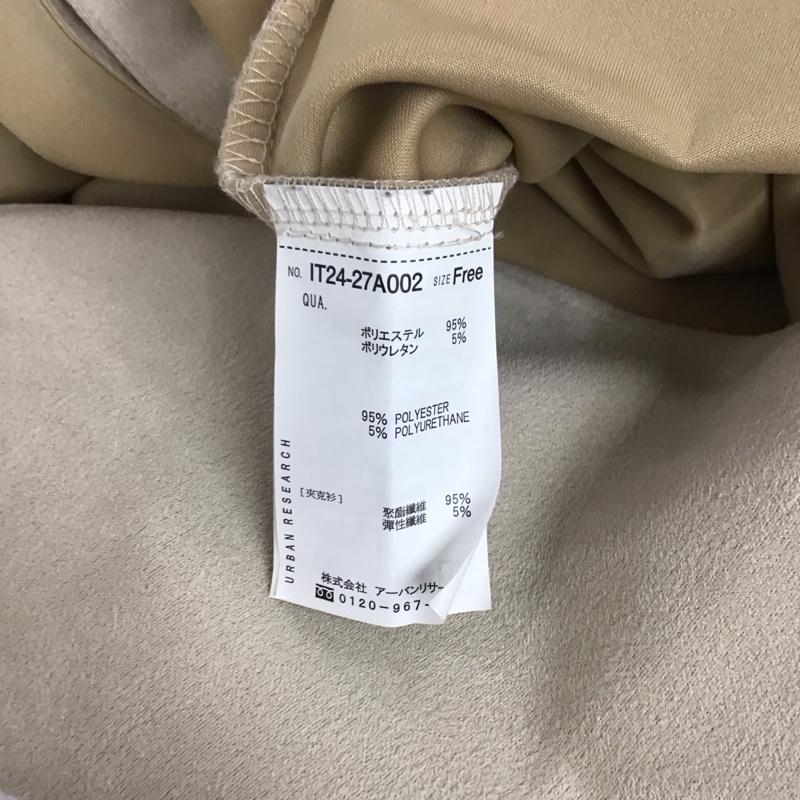 NO. IT24-27A002 SIZE Free
QUA.
ポリエステル 95%
ポリウレタン 5%
95% POLYESTER
5% POLYURETHANE
[夾克衫]
聚酯纖維 95%
彈性纖維 5%
URBAN RESEARCH
株式会社 アーバンリサー
0120-967-